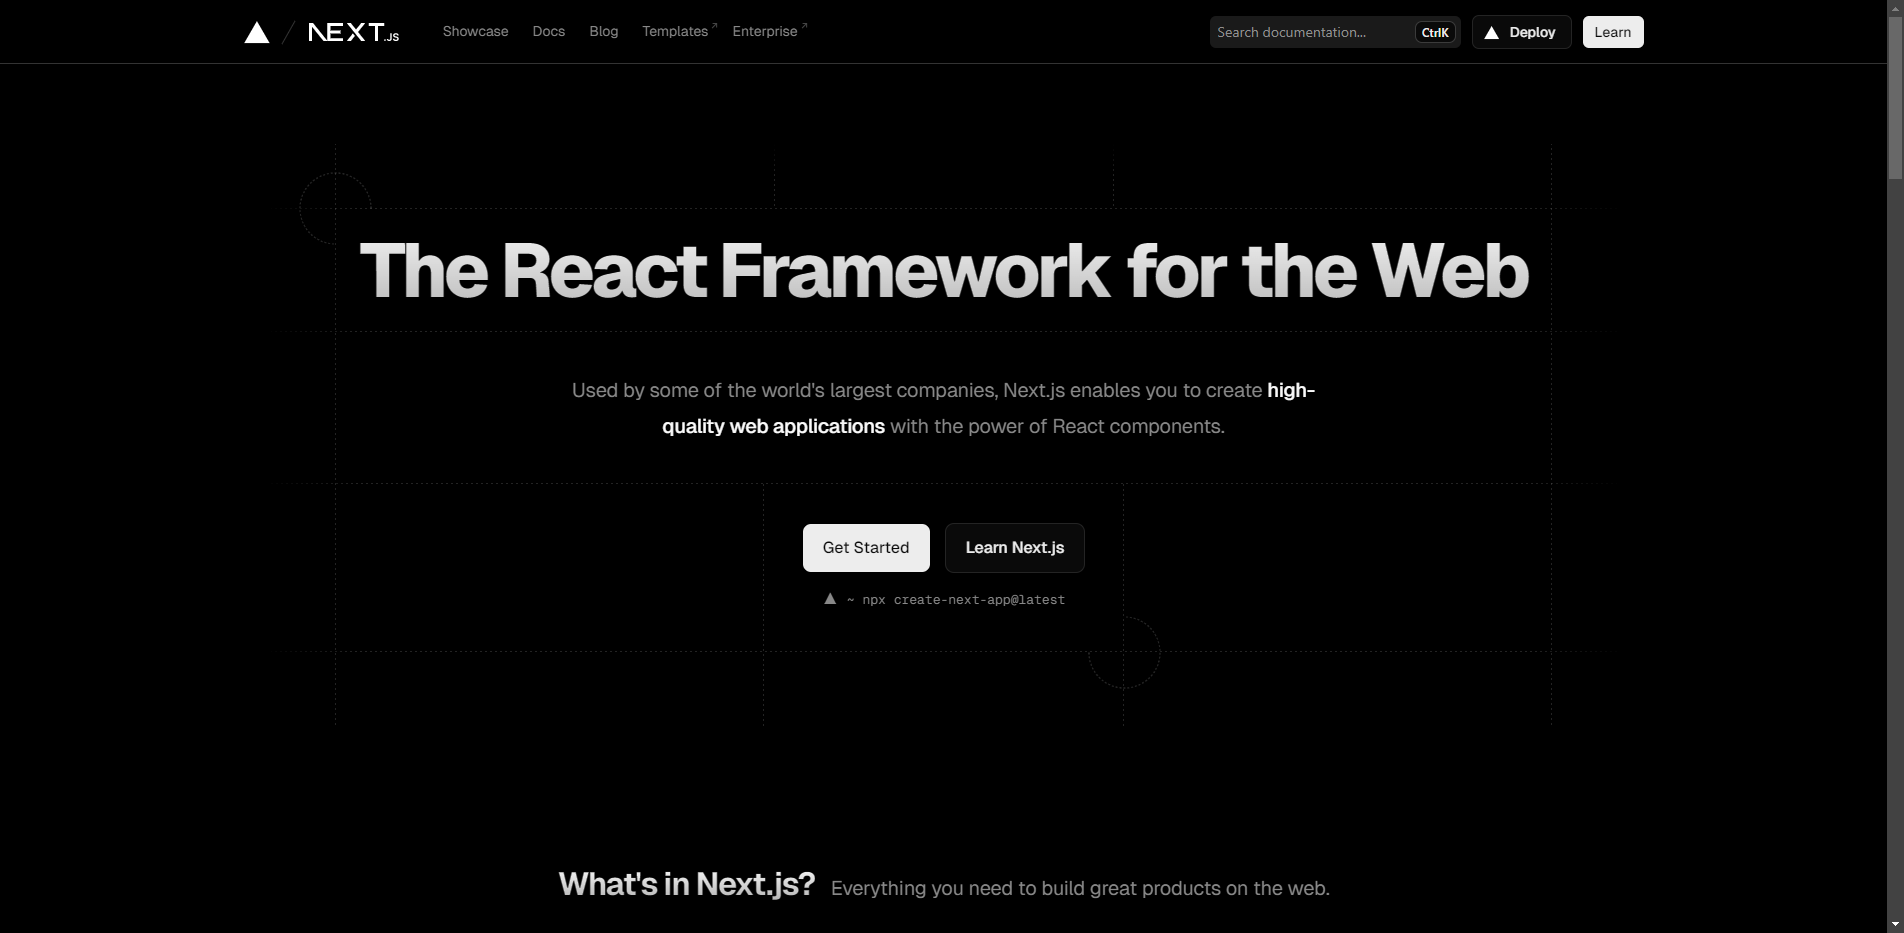 NEXT.JS
Showcase Docs Blog Templates Enterprise
Search documentation... CtrlK
Deploy
Learn
The React Framework for the Web
Used by some of the world's largest companies, Next.js enables you to create high-
quality web applications with the power of React components.
Get Started
Learn Next.js
~ npx create-next-app@latest
What's in Next.js? Everything you need to build great products on the web.